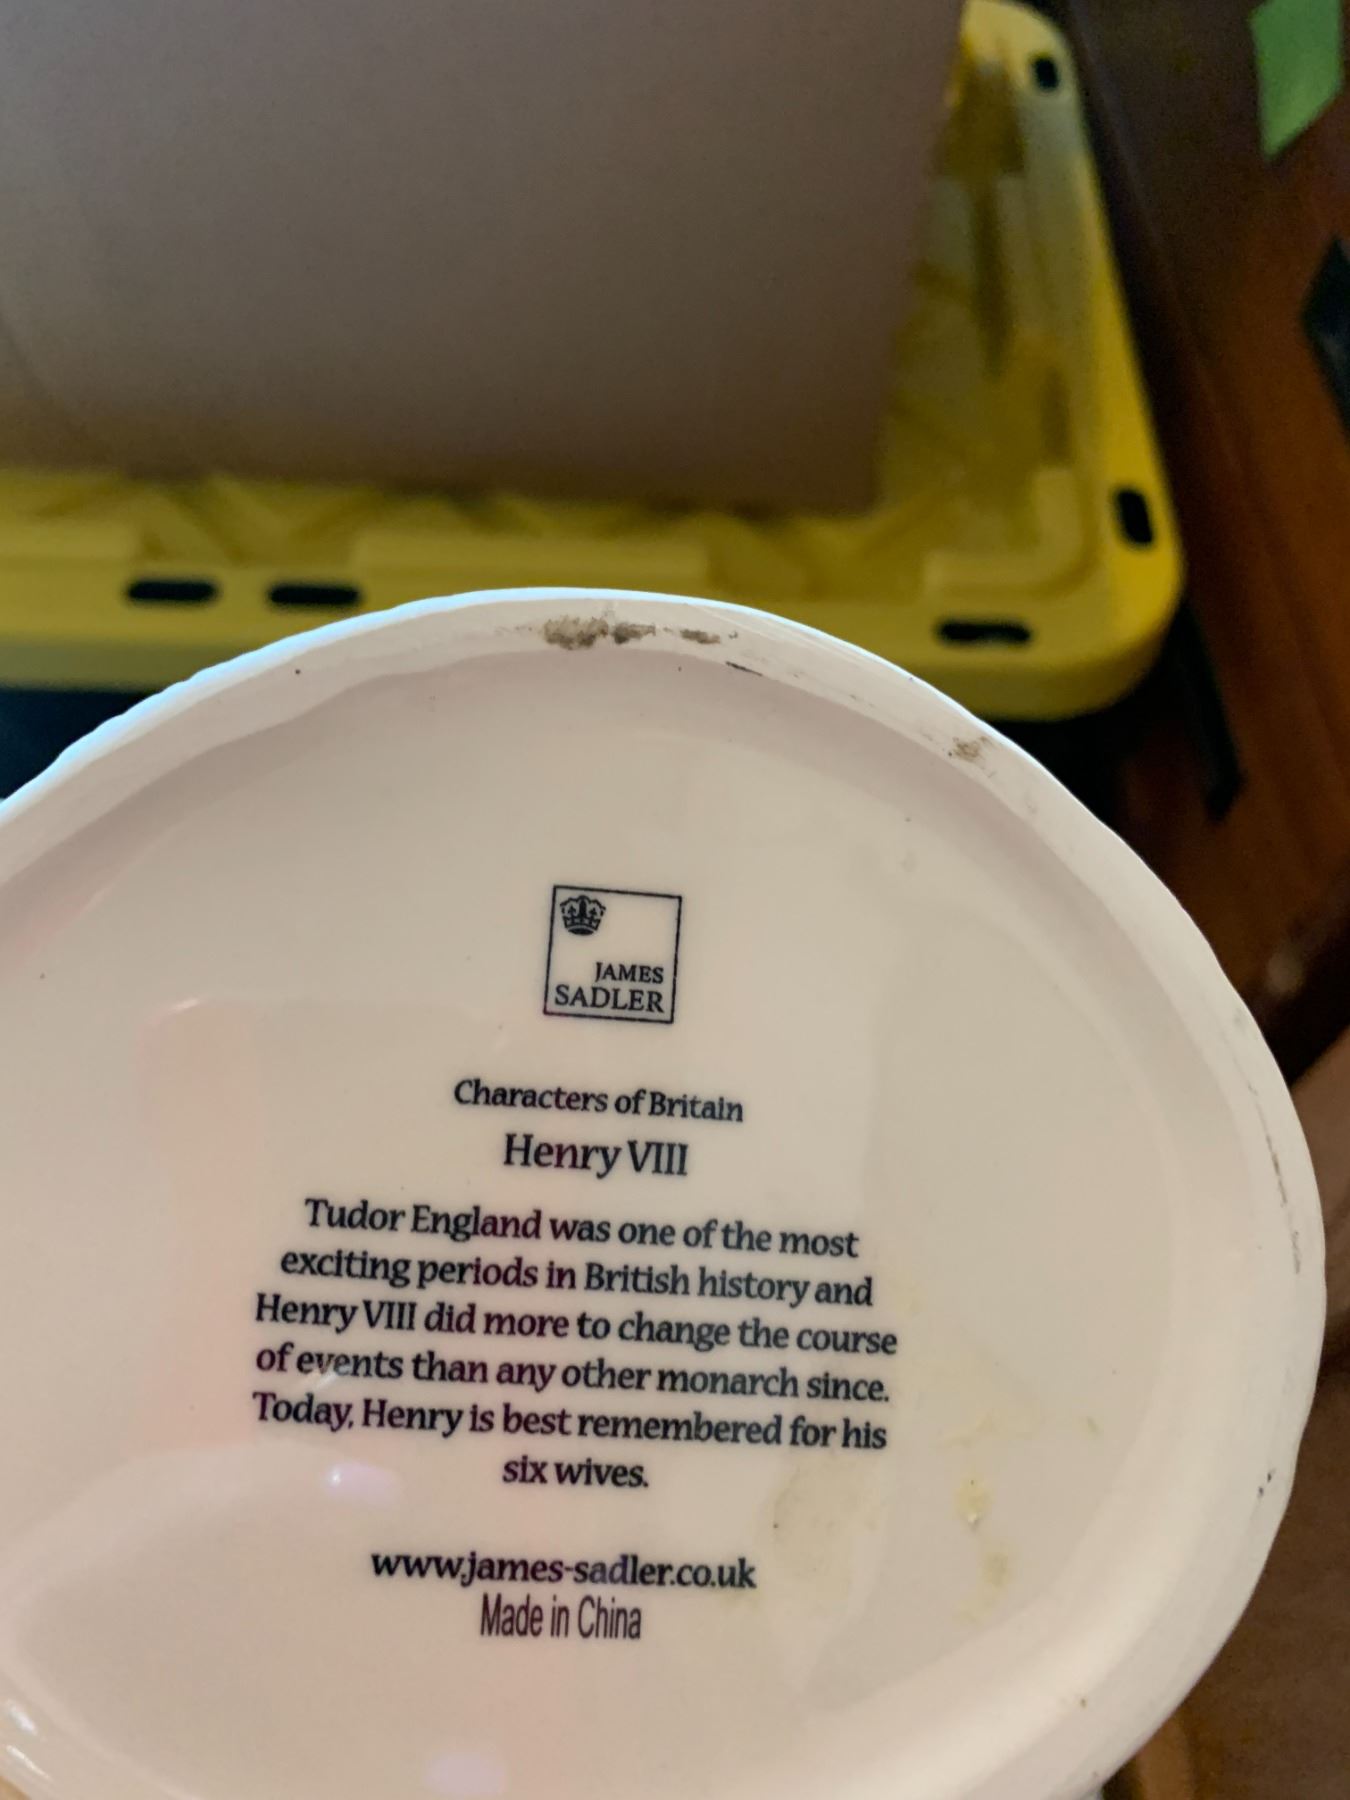 JAMES
SADLER
Characters of Britain
Henry VIII
Tudor England was one of the most
exciting periods in British history and
Henry VIII did more to change the course
of events than any other monarch since.
Today, Henry is best remembered for his
six wives.
www.james-sadler.co.uk
Made in China